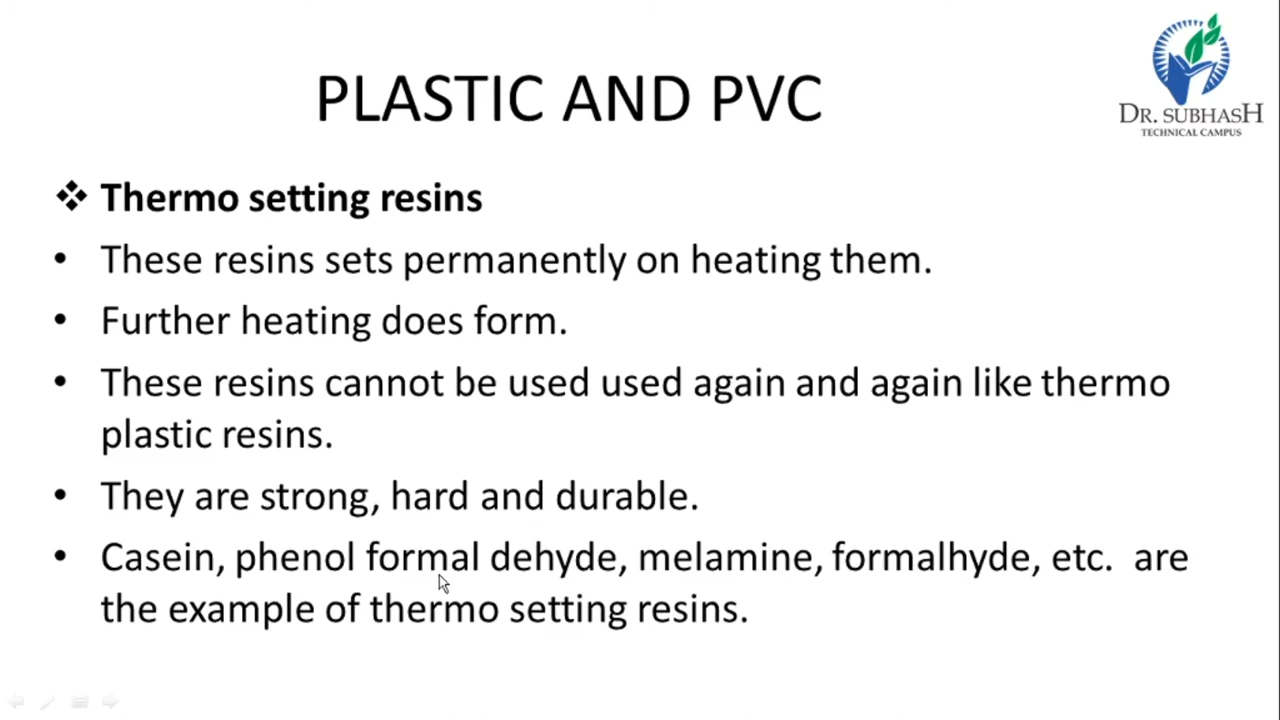 PLASTIC AND PVC
DR. SUBHASH
TECHNICAL CAMPUS
❖ Thermo setting resins
• These resins sets permanently on heating them.
• Further heating does form.
• These resins cannot be used used again and again like thermo
plastic resins.
• They are strong, hard and durable.
• Casein, phenol formal dehyde, melamine, formalhyde, etc. are
the example of thermo setting resins.